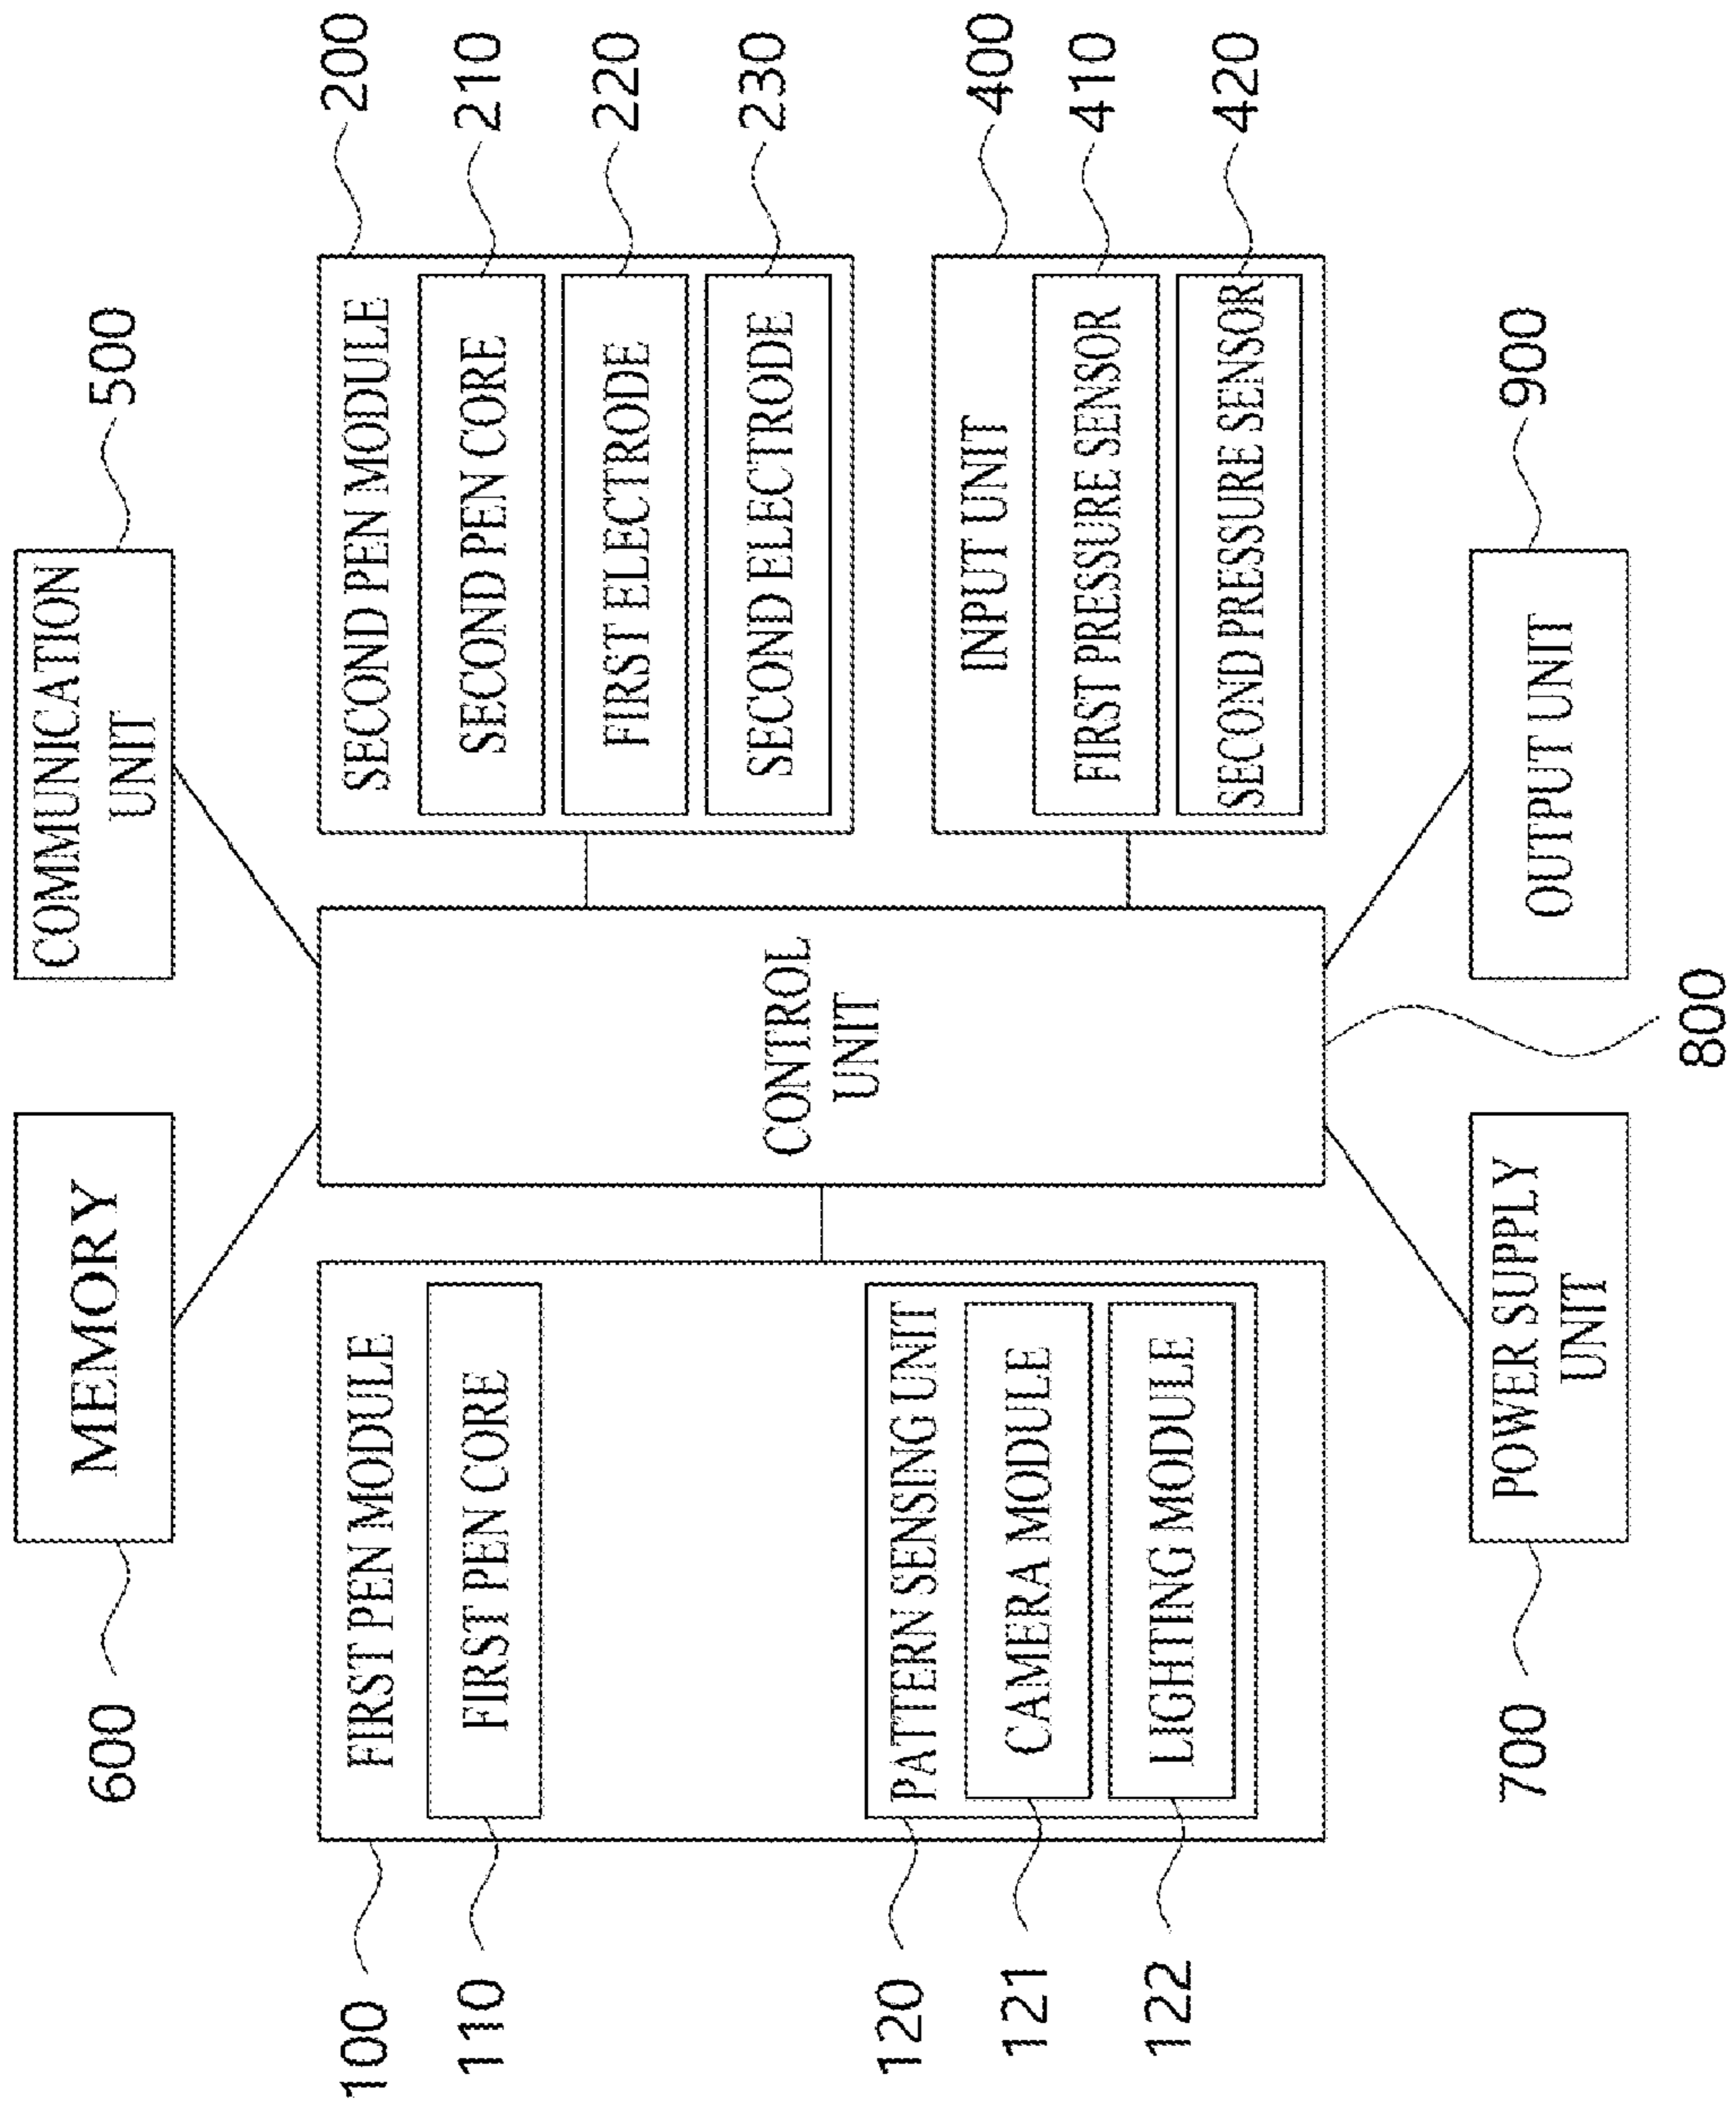 600
MEMORY
COMMUNICATION
UNIT
500
100
FIRST PEN MODULE
110
FIRST PEN CORE
120
PATTERN SENSING UNIT
121
CAMERA MODULE
122
LIGHTING MODULE
CONTROL
UNIT
SECOND PEN MODULE
200
SECOND PEN CORE
210
FIRST ELECTRODE
220
SECOND ELECTRODE
230
INPUT UNIT
400
FIRST PRESSURE SENSOR
410
SECOND PRESSURE SENSOR
420
700
POWER SUPPLY
UNIT
OUTPUT UNIT
900
800